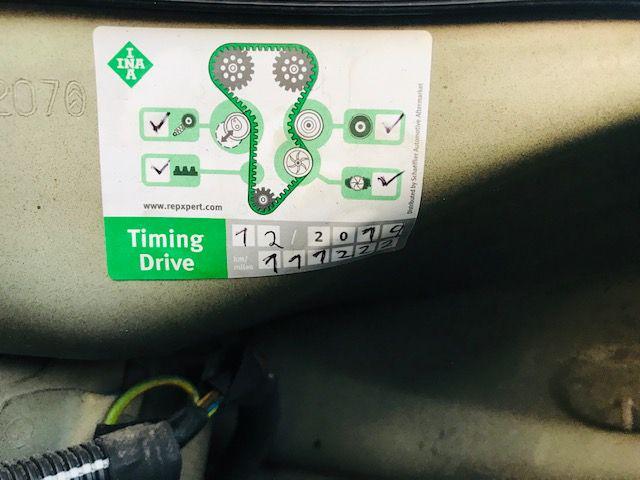 INA
www.repxpert.com
Distributed by Schaeffler Automotive Aftermarket
Timing Drive
12/2019
km/miles 111222